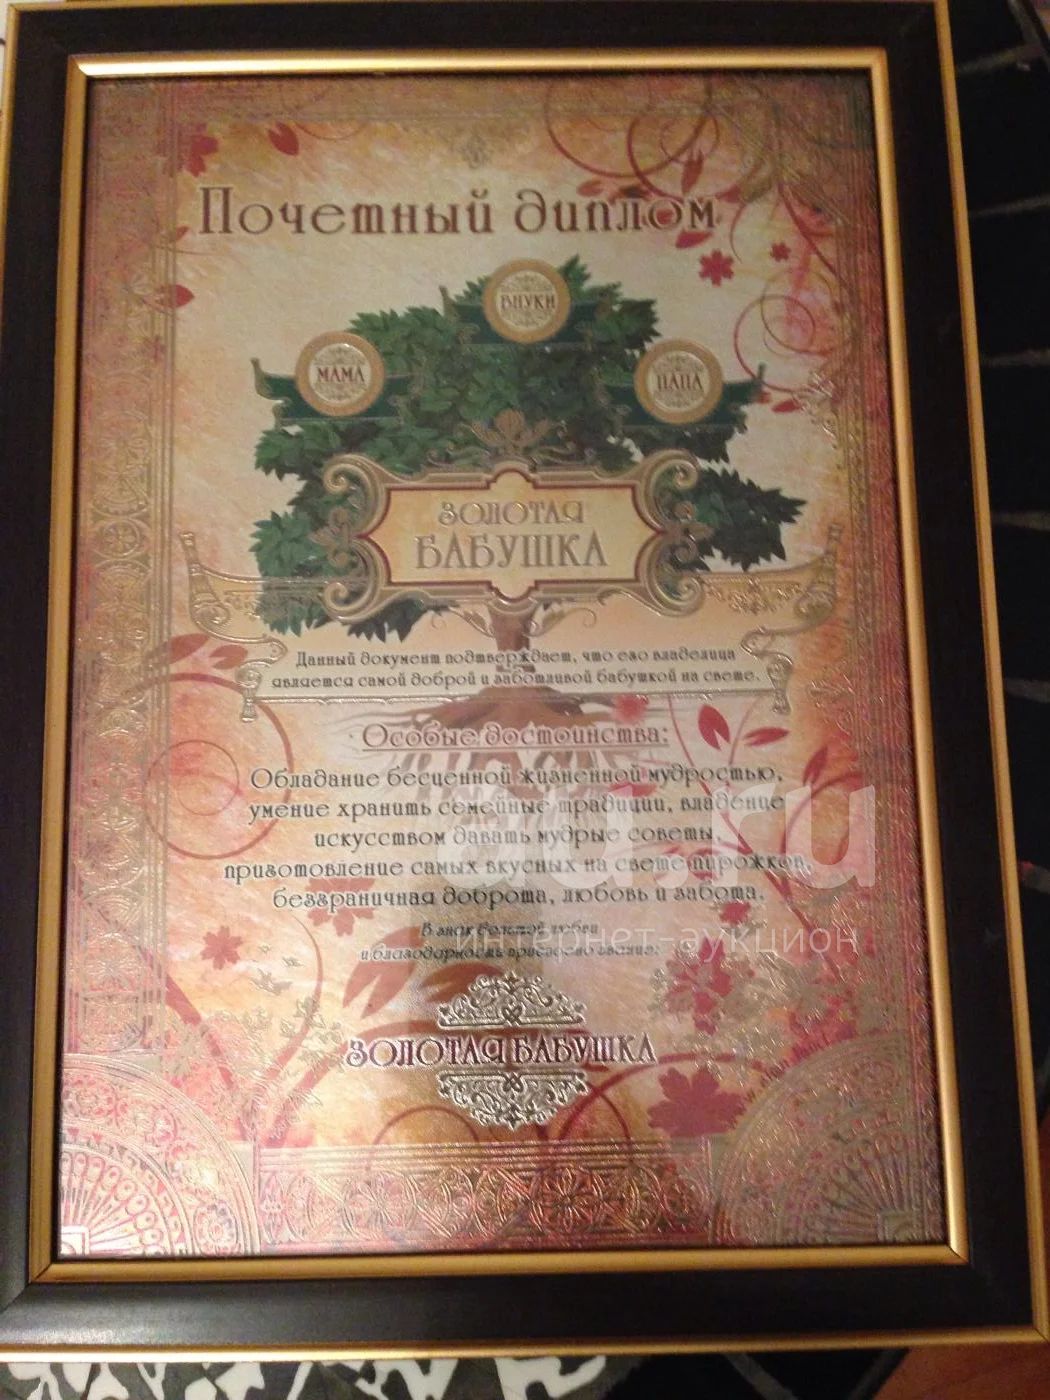 Почетный диплом
ВНУКИ
МАМА
ПАПА
ЗОЛОТАЯ
БАБУШКА
Данный документ подтверждает, что его владелица
является самой доброй и заботливой бабушкой на свете.
Особые достоинства:
Обладание бесценной жизненной мудростью,
умение хранить семейные традиции, владение
искусством давать мудрые советы,
приготовление самых вкусных на свете пирожков,
безграничная доброта, любовь и забота.
В знак большой любви
интернет-аукцион
и благодарности присвоено звание:
ЗОЛОТАЯ БАБУШКА